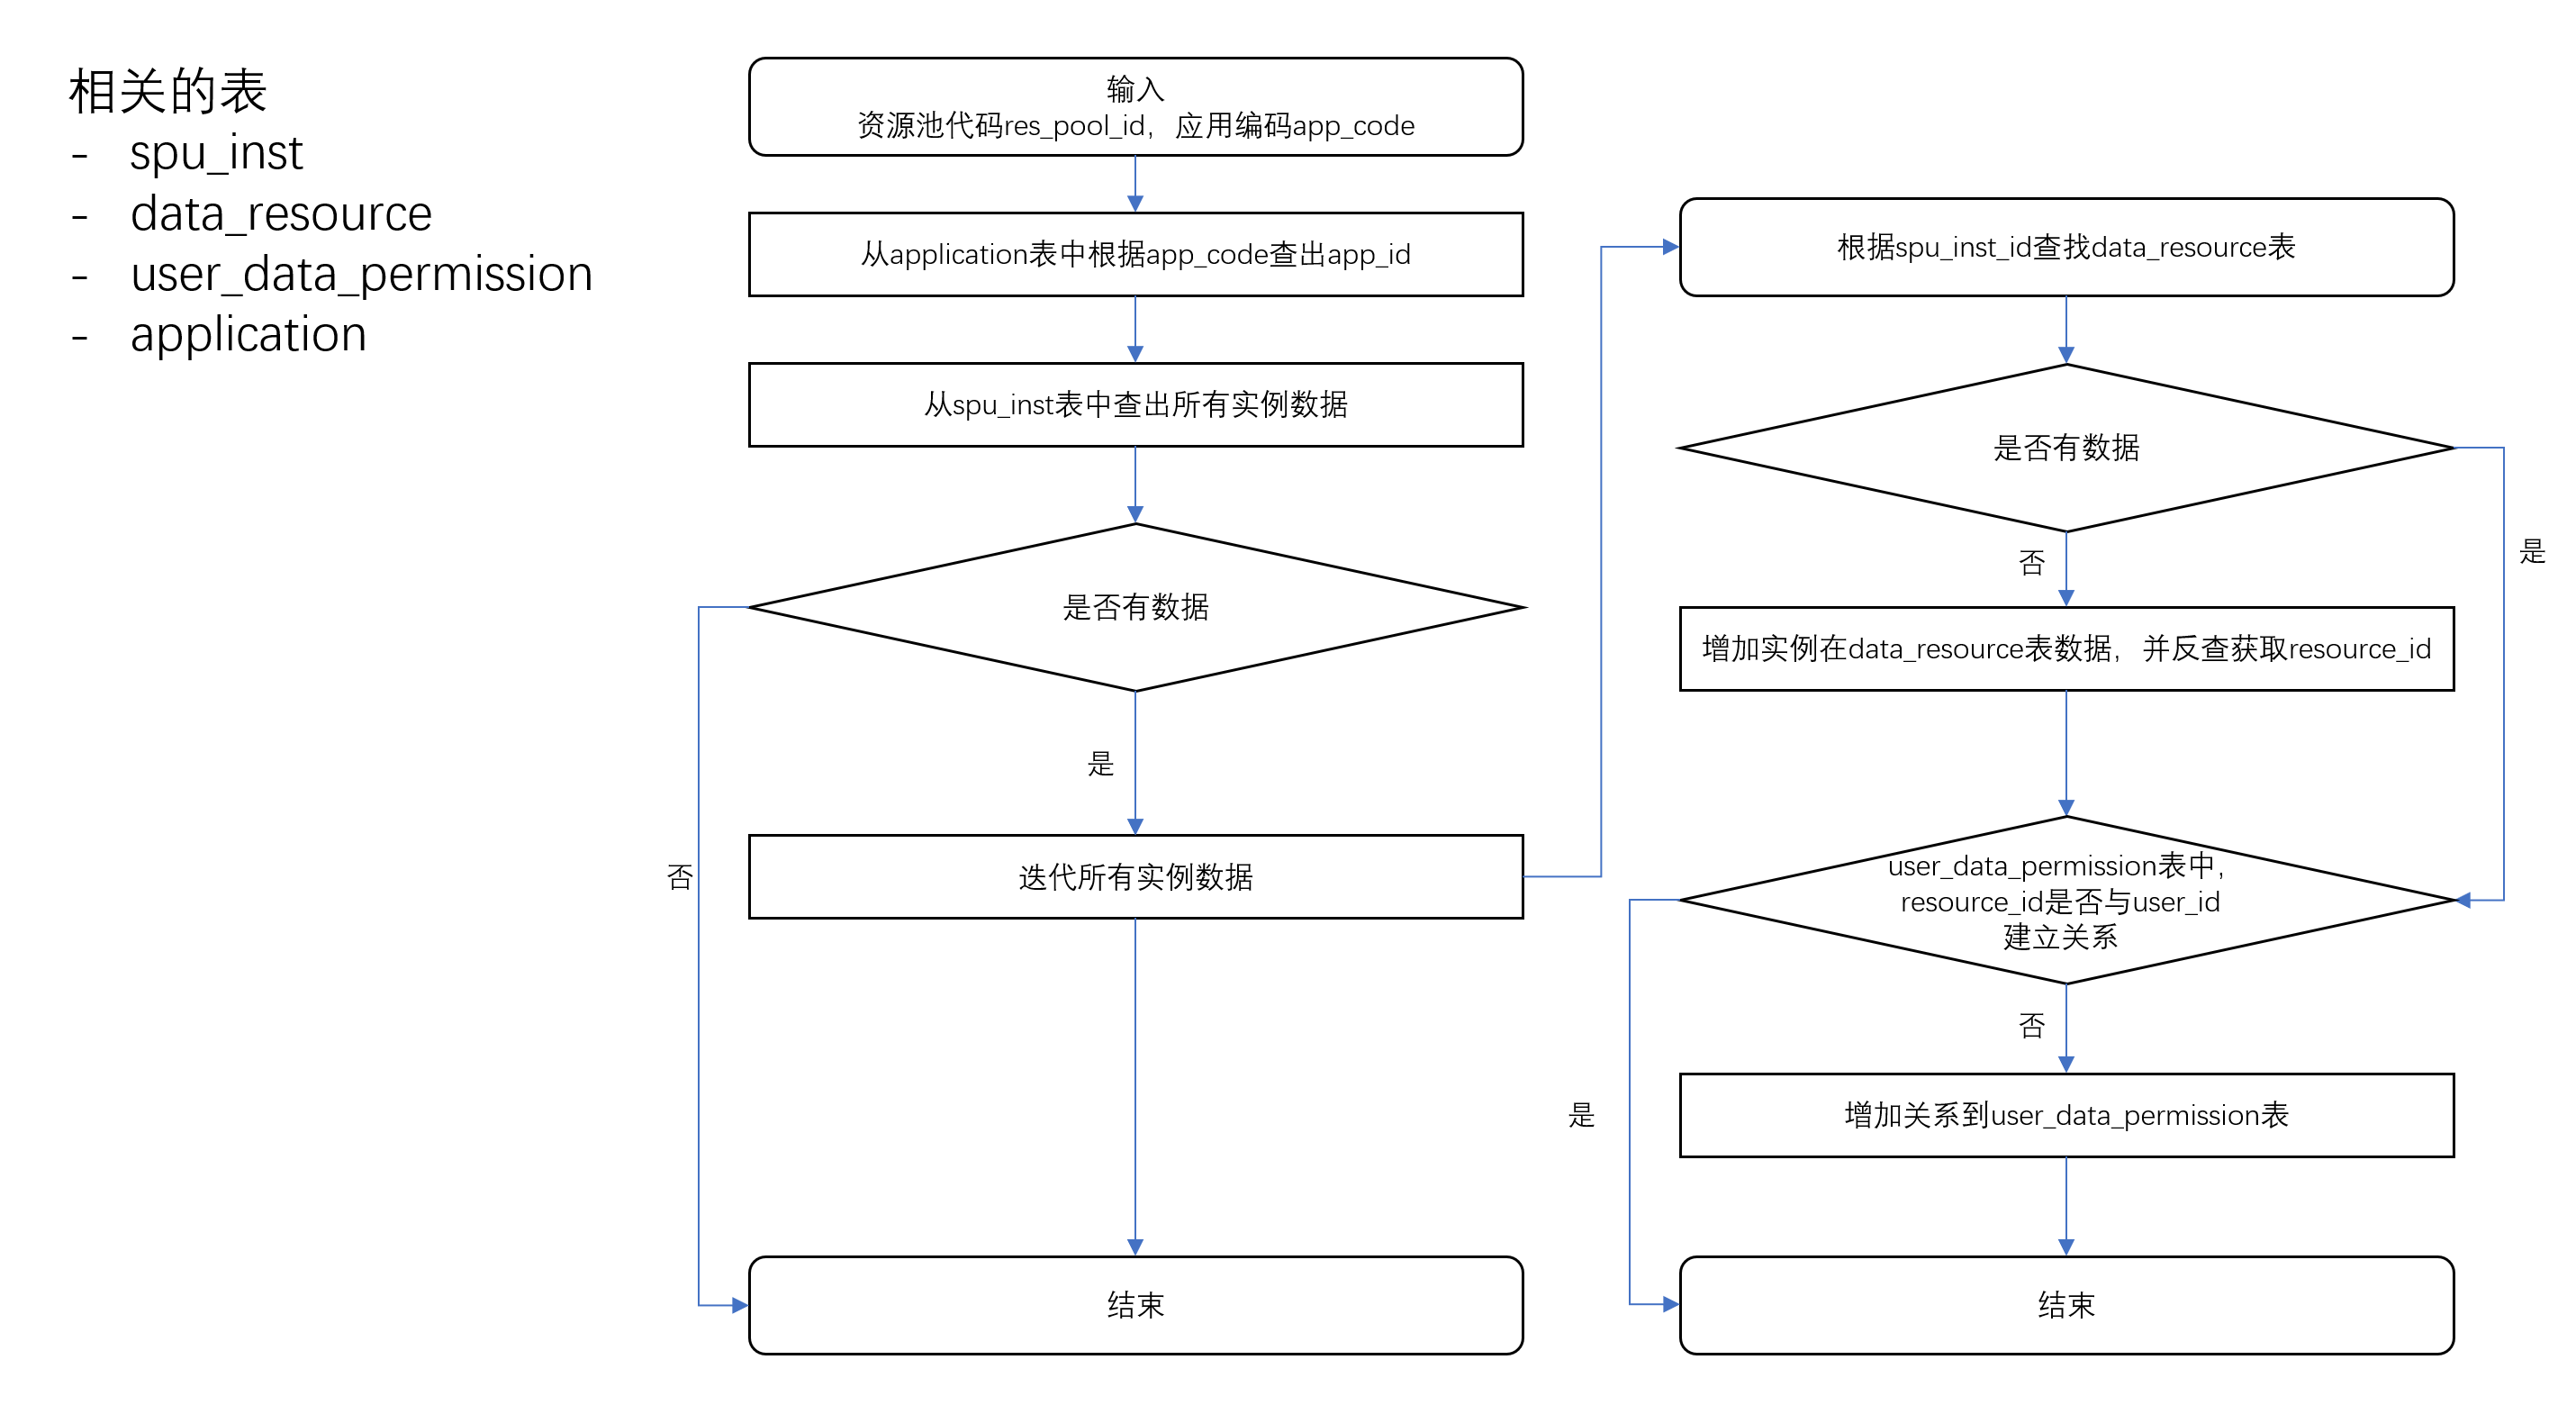 相关的表
- spu_inst
- data_resource
- user_data_permission
- application
输入
资源池代码res_pool_id，应用编码app_code
从application表中根据app_code查出app_id
从spu_inst表中查出所有实例数据
是否有数据
是
否
迭代所有实例数据
结束
根据spu_inst_id查找data_resource表
是否有数据
否
是
增加实例在data_resource表数据，并反查获取resource_id
user_data_permission表中，
resource_id是否与user_id
建立关系
否
是
增加关系到user_data_permission表
结束